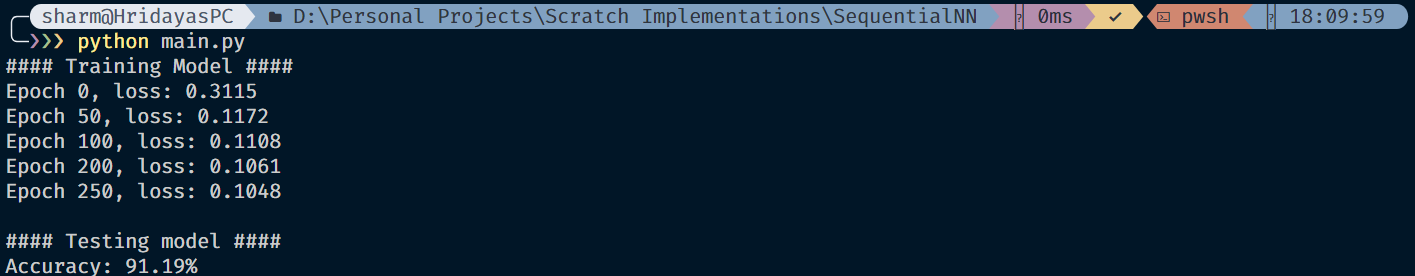 sharm@HridayasPC D:\Personal Projects\Scratch Implementations\SequentialNN 0ms ✓ pwsh 18:09:59
❯❯❯ python main.py
#### Training Model ####
Epoch 0, loss: 0.3115
Epoch 50, loss: 0.1172
Epoch 100, loss: 0.1108
Epoch 200, loss: 0.1061
Epoch 250, loss: 0.1048
#### Testing model ####
Accuracy: 91.19%